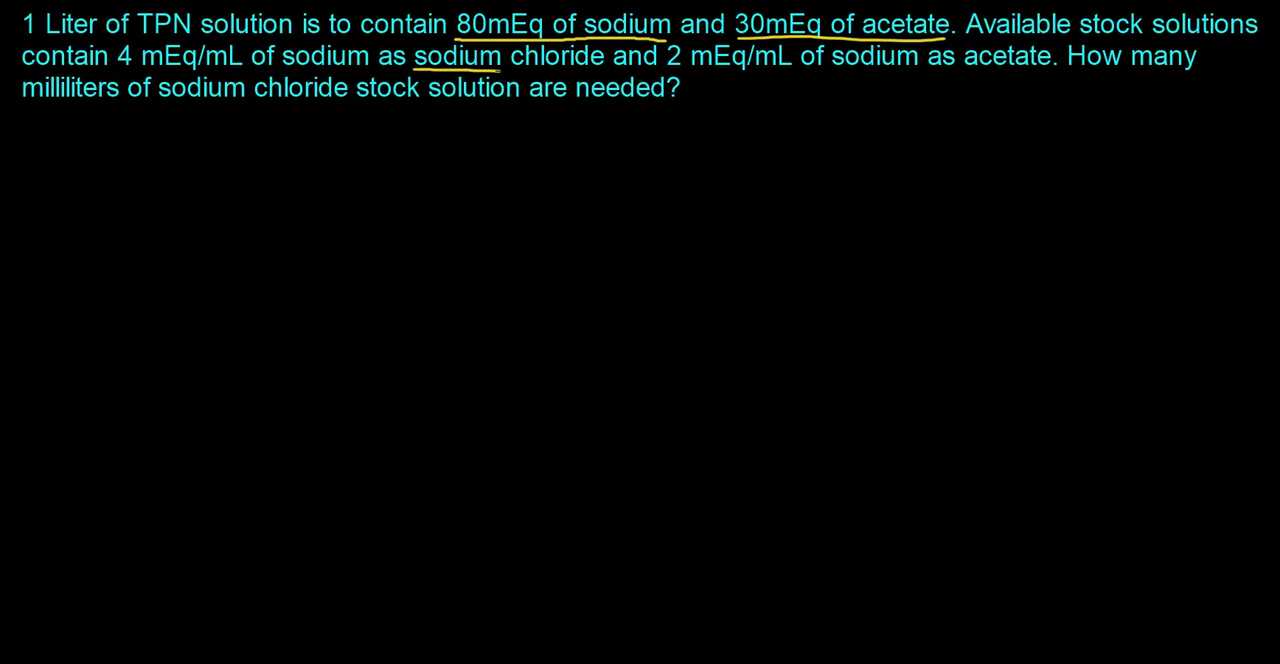 1 Liter of TPN solution is to contain 80mEq of sodium and 30mEq of acetate. Available stock solutions
contain 4 mEq/mL of sodium as sodium chloride and 2 mEq/mL of sodium as acetate. How many
milliliters of sodium chloride stock solution are needed?